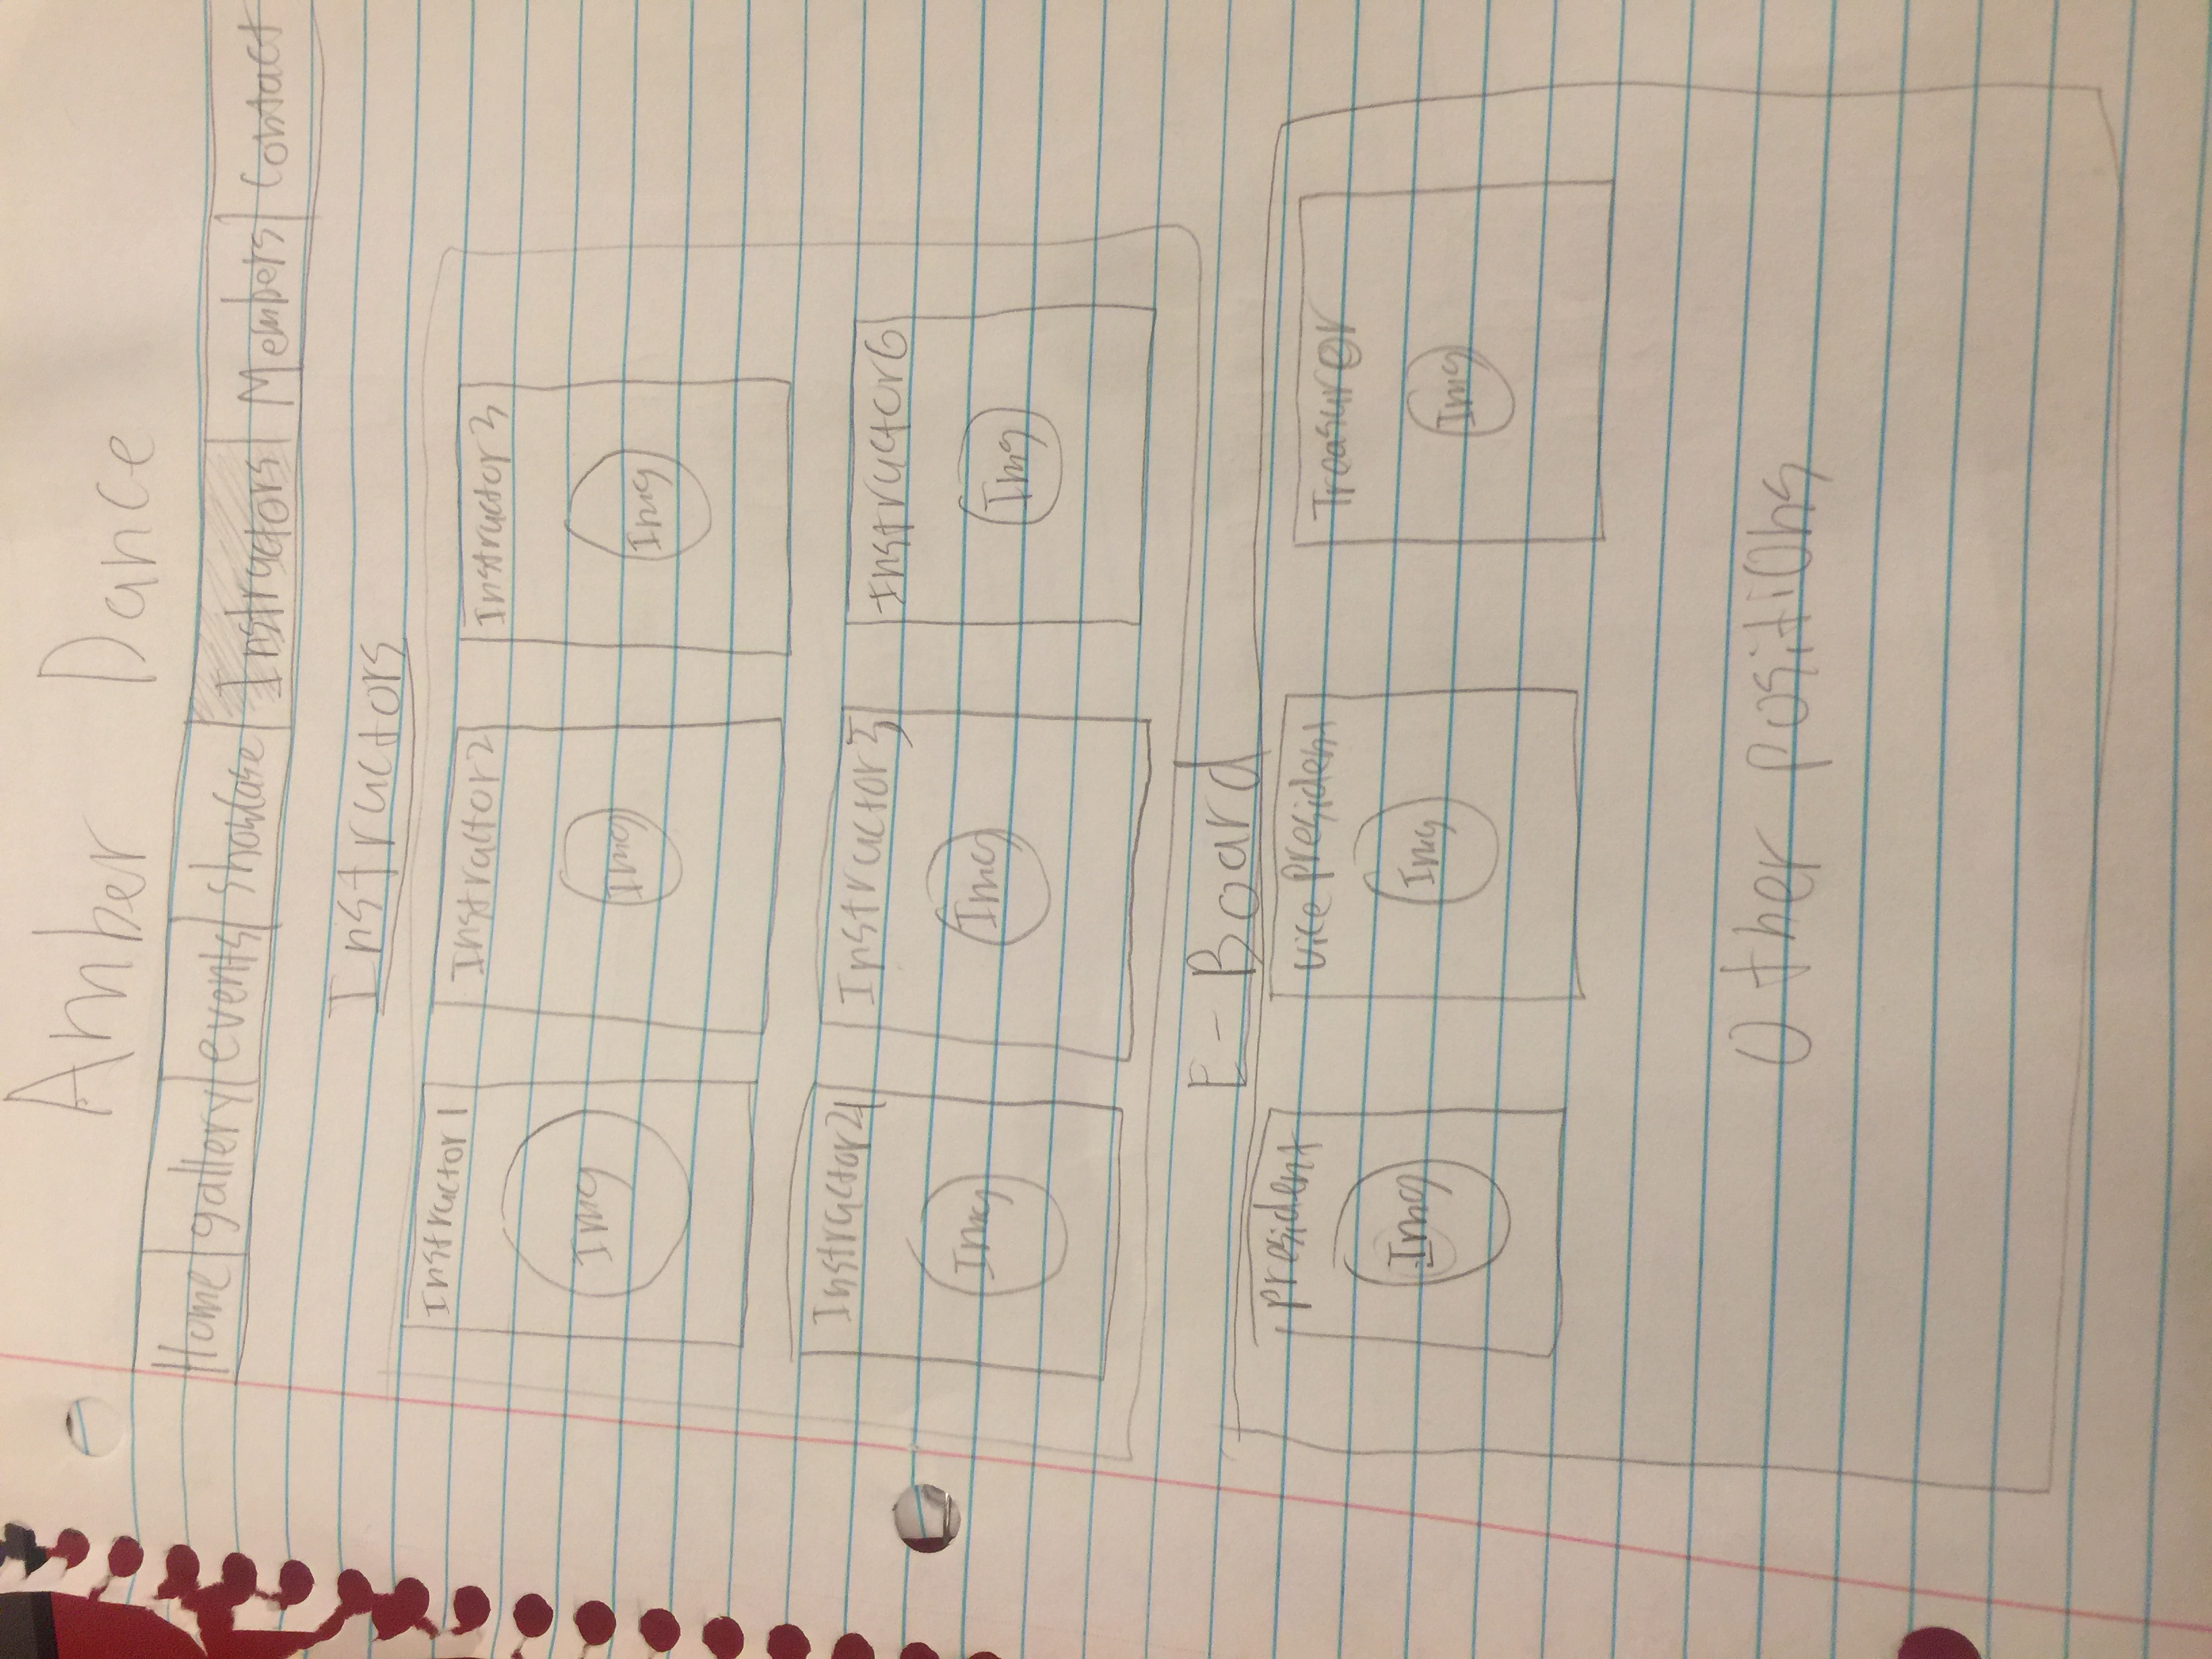 Amber Dance
Home gallery events showcase Instructors Members Contact
Instructors
Instructor 1 Instructor 2 Instructor 3
Img Img Img
Instructor 4 Instructor 5 Instructor 6
Img Img Img
E-Board
president vice president Treasurer
Img Img Img
Other positions